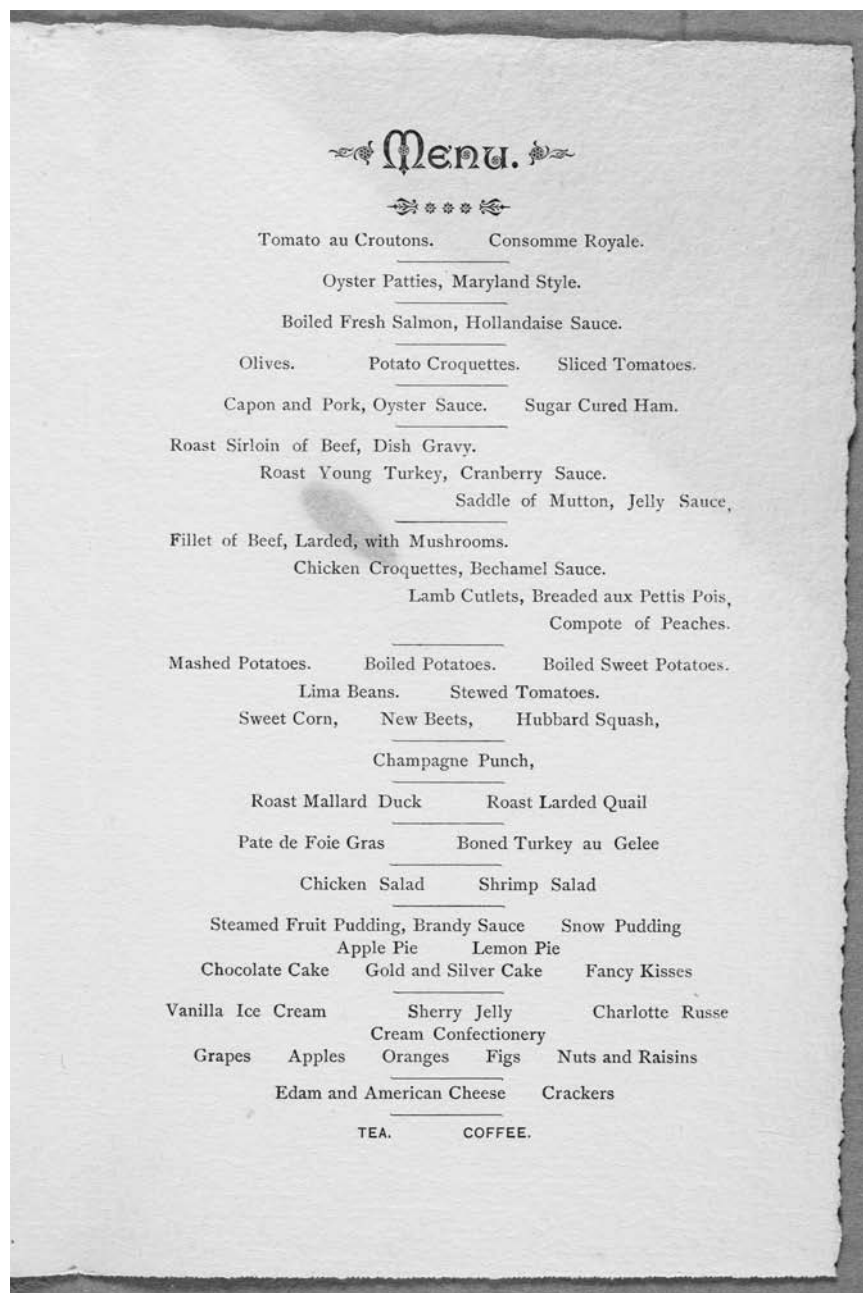 Menu.
Tomato au Croutons. Consomme Royale.
Oyster Patties, Maryland Style.
Boiled Fresh Salmon, Hollandaise Sauce.
Olives. Potato Croquettes. Sliced Tomatoes.
Capon and Pork, Oyster Sauce. Sugar Cured Ham.
Roast Sirloin of Beef, Dish Gravy.
Roast Young Turkey, Cranberry Sauce.
Saddle of Mutton, Jelly Sauce,
Fillet of Beef, Larded, with Mushrooms.
Chicken Croquettes, Bechamel Sauce.
Lamb Cutlets, Breaded aux Pettis Pois,
Compote of Peaches.
Mashed Potatoes. Boiled Potatoes. Boiled Sweet Potatoes.
Lima Beans. Stewed Tomatoes.
Sweet Corn, New Beets, Hubbard Squash,
Champagne Punch,
Roast Mallard Duck Roast Larded Quail
Pate de Foie Gras Boned Turkey au Gelee
Chicken Salad Shrimp Salad
Steamed Fruit Pudding, Brandy Sauce Snow Pudding
Apple Pie Lemon Pie
Chocolate Cake Gold and Silver Cake Fancy Kisses
Vanilla Ice Cream Sherry Jelly Charlotte Russe
Cream Confectionery
Grapes Apples Oranges Figs Nuts and Raisins
Edam and American Cheese Crackers
TEA. COFFEE.